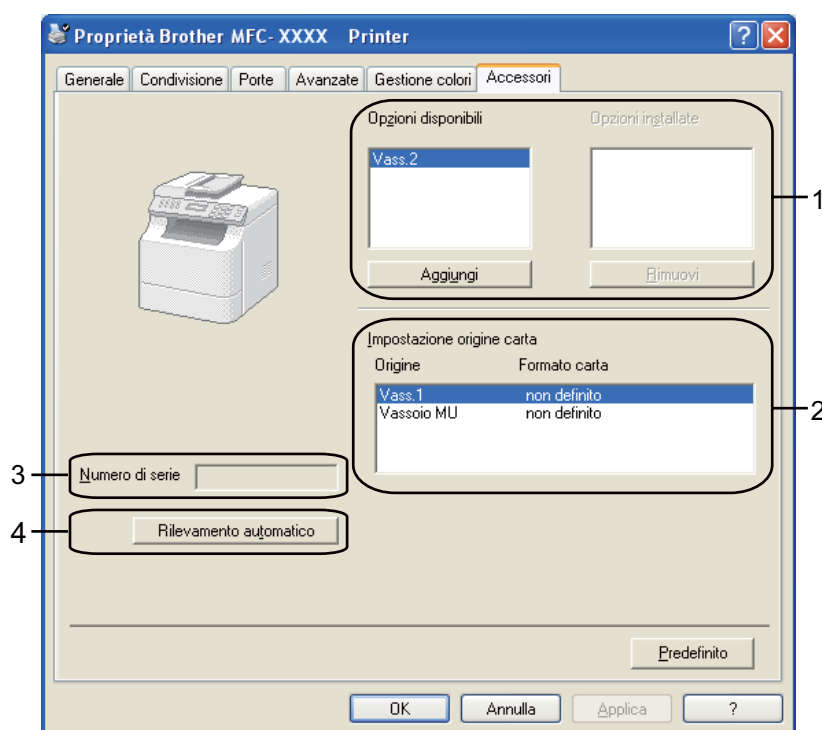 Proprietà Brother MFC- XXXX Printer
Generale Condivisione Porte Avanzate Gestione colori Accessori
Opzioni disponibili Opzioni installate
Vass.2
1
Aggiungi Rimuovi
Impostazione origine carta
Origine Formato carta
Vass.1 non definito
Vassoio MU non definito
2
3 Numero di serie
4 Rilevamento automatico
Predefinito
OK Annulla Applica ?